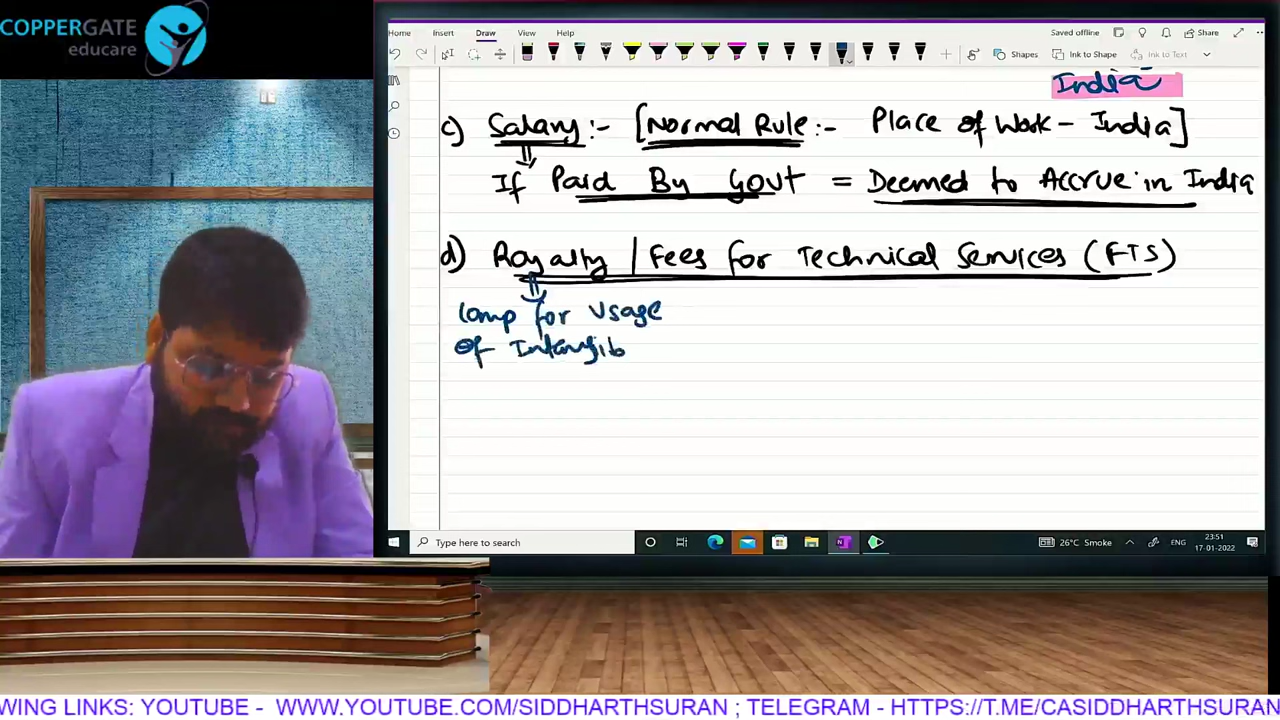 COPPERGATE
educare
Home Insert Draw View Help
Saved offline
Share
Shapes
Ink to Shape
Ink to Text
India
c) Salary :- [Normal Rule :- Place of Work - India]
If Paid By Govt = Deemed to Accrue in India
d) Royalty | Fees for Technical Services (FTS)
Comp for Usage
of Intangib
Type here to search
26°C Smoke
ENG
23:51
17-01-2022
WING LINKS: YOUTUBE - WWW.YOUTUBE.COM/SIDDHARTHSURAN ; TELEGRAM - HTTPS://T.ME/CASIDDHARTHSURAN